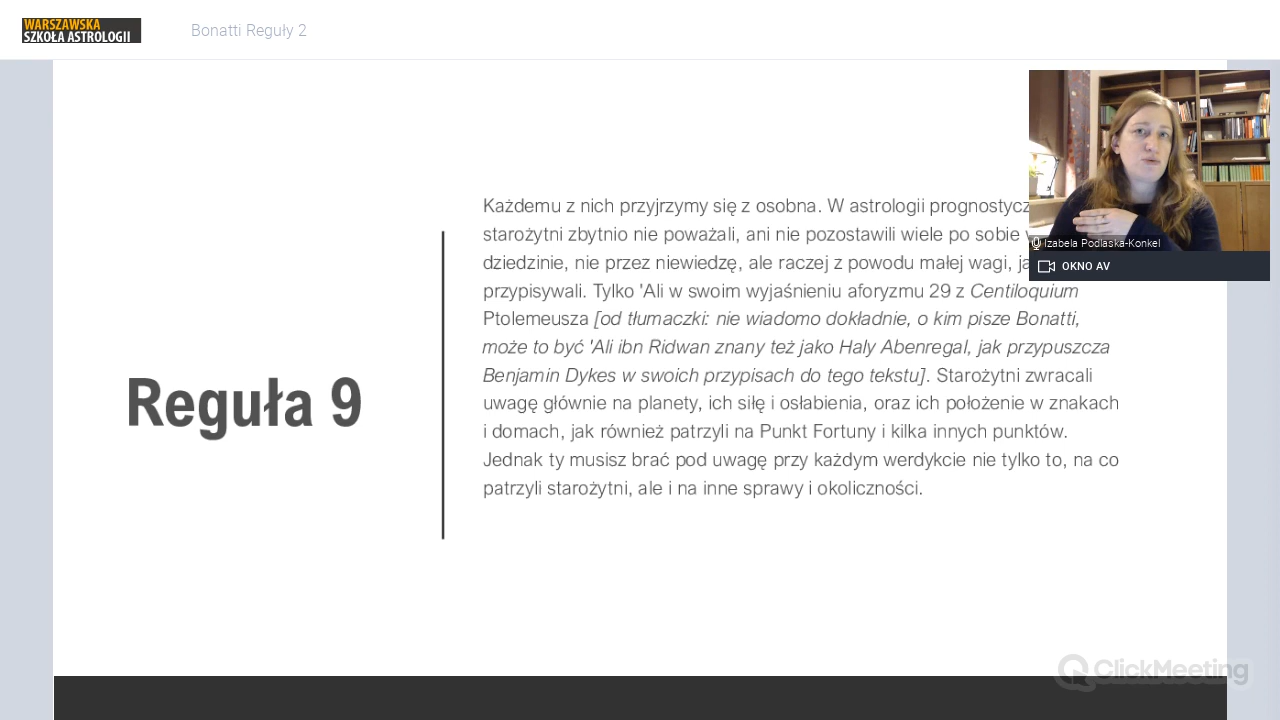 WARSZAWSKA
SZKOŁA ASTROLOGII
Bonatti Reguły 2
Izabela Podlaska-Konkel
OKNO AV
Reguła 9
Każdemu z nich przyjrzymy się z osobna. W astrologii prognostycz
starożytni zbytnio nie poważali, ani nie pozostawili wiele po sobie
dziedzinie, nie przez niewiedzę, ale raczej z powodu małej wagi,
przypisywali. Tylko 'Ali w swoim wyjaśnieniu aforyzmu 29 z Centiloquium
Ptolemeusza [od tłumaczki: nie wiadomo dokładnie, o kim pisze Bonatti,
może to być 'Ali ibn Ridwan znany też jako Haly Abenregal, jak przypuszcza
Benjamin Dykes w swoich przypisach do tego tekstu]. Starożytni zwracali
uwagę głównie na planety, ich siłę i osłabienia, oraz ich położenie w znakach
i domach, jak również patrzyli na Punkt Fortuny i kilka innych punktów.
Jednak ty musisz brać pod uwagę przy każdym werdykcie nie tylko to, na co
patrzyli starożytni, ale i na inne sprawy i okoliczności.
ClickMeeting